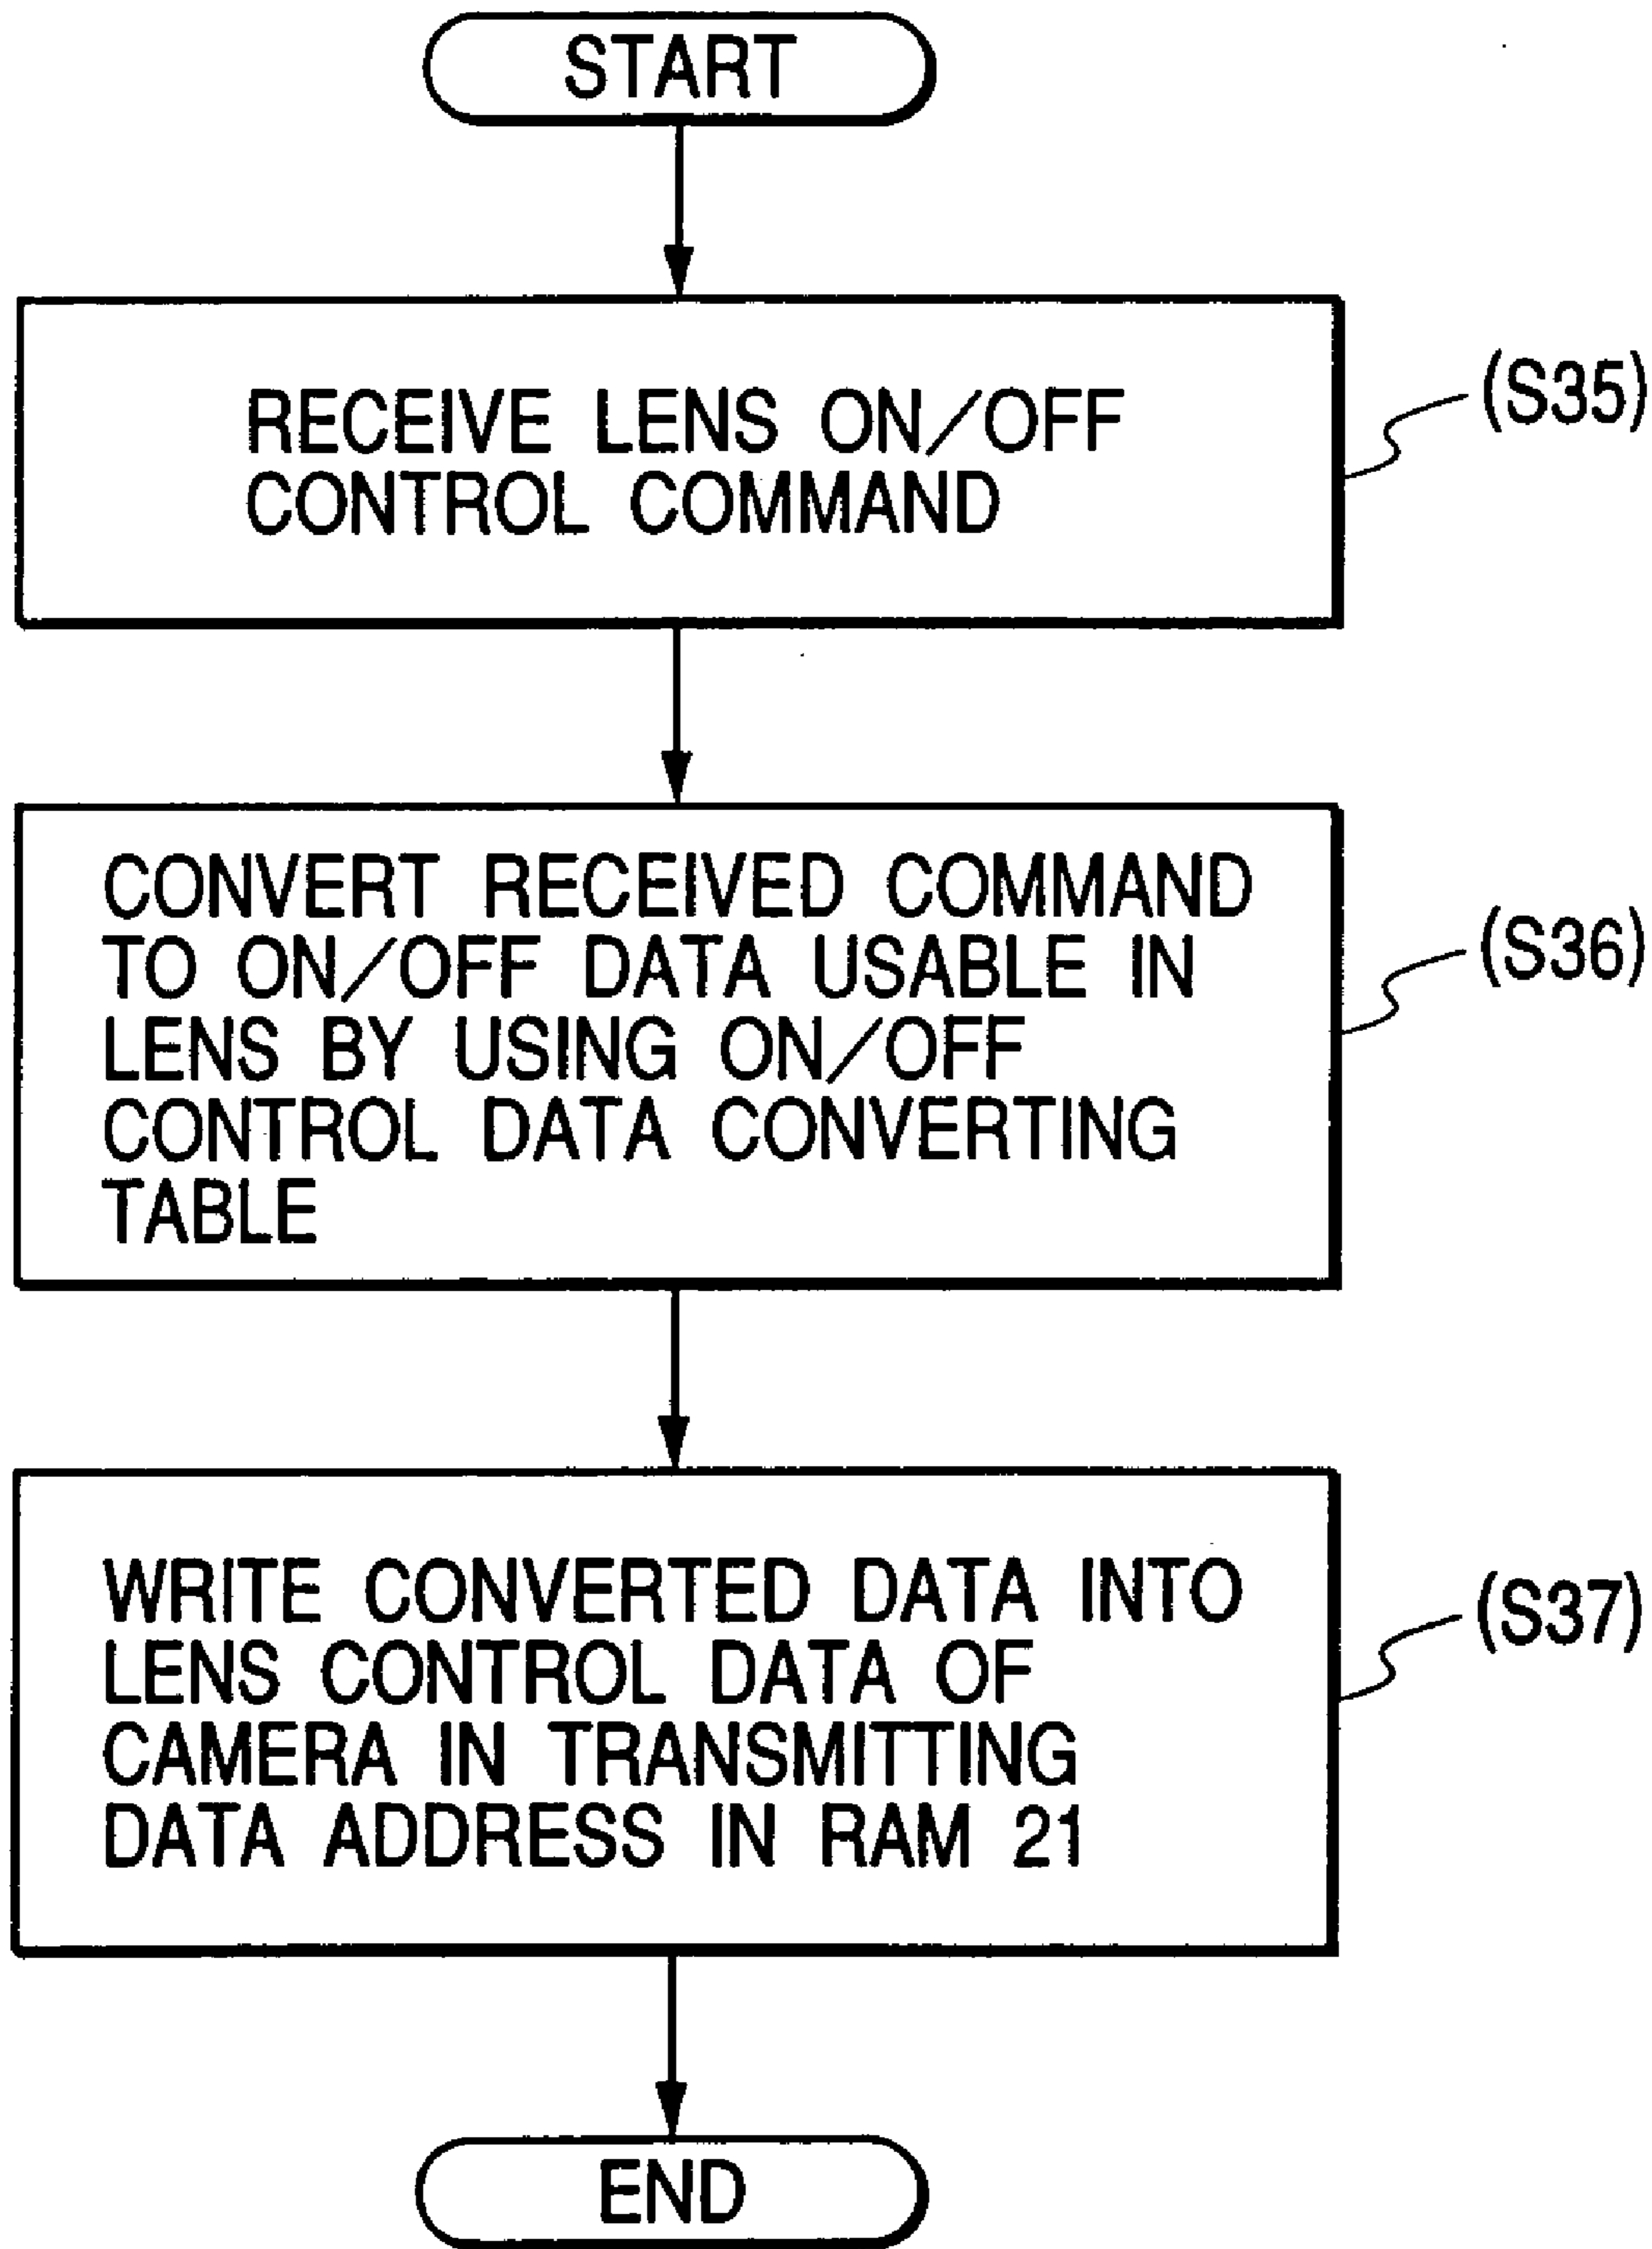 START
RECEIVE LENS ON/OFF
CONTROL COMMAND
(S35)
CONVERT RECEIVED COMMAND
TO ON/OFF DATA USABLE IN
LENS BY USING ON/OFF
CONTROL DATA CONVERTING
TABLE
(S36)
WRITE CONVERTED DATA INTO
LENS CONTROL DATA OF
CAMERA IN TRANSMITTING
DATA ADDRESS IN RAM 21
(S37)
END